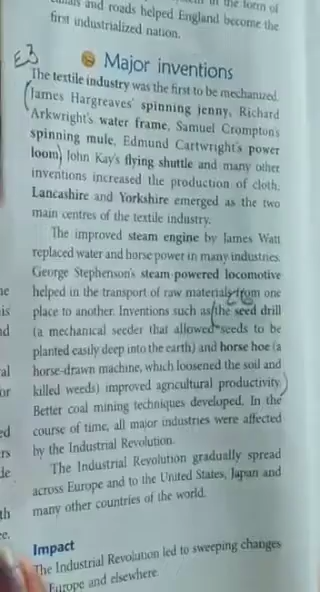 and roads helped England become the
first industrialized nation.
E3
Major inventions
The textile industry was the first to be mechanized.
(James Hargreaves' spinning jenny, Richard
Arkwright's water frame, Samuel Crompton's
spinning mule, Edmund Cartwright's power
loom) John Kay's flying shuttle and many other
inventions increased the production of cloth.
Lancashire and Yorkshire emerged as the two
main centres of the textile industry.
The improved steam engine by James Watt
replaced water and horse power in many industries.
George Stephenson's steam-powered locomotive
helped in the transport of raw materials from one
place to another. Inventions such as (the seed drill
(a mechanical seeder that allowed seeds to be
planted easily deep into the earth) and horse hoe (a
horse-drawn machine, which loosened the soil and
killed weeds) improved agricultural productivity.)
Better coal mining techniques developed. In the
course of time, all major industries were affected
by the Industrial Revolution.
The Industrial Revolution gradually spread
across Europe and to the United States, Japan and
many other countries of the world.
Impact
The Industrial Revolution led to sweeping changes
Europe and elsewhere.